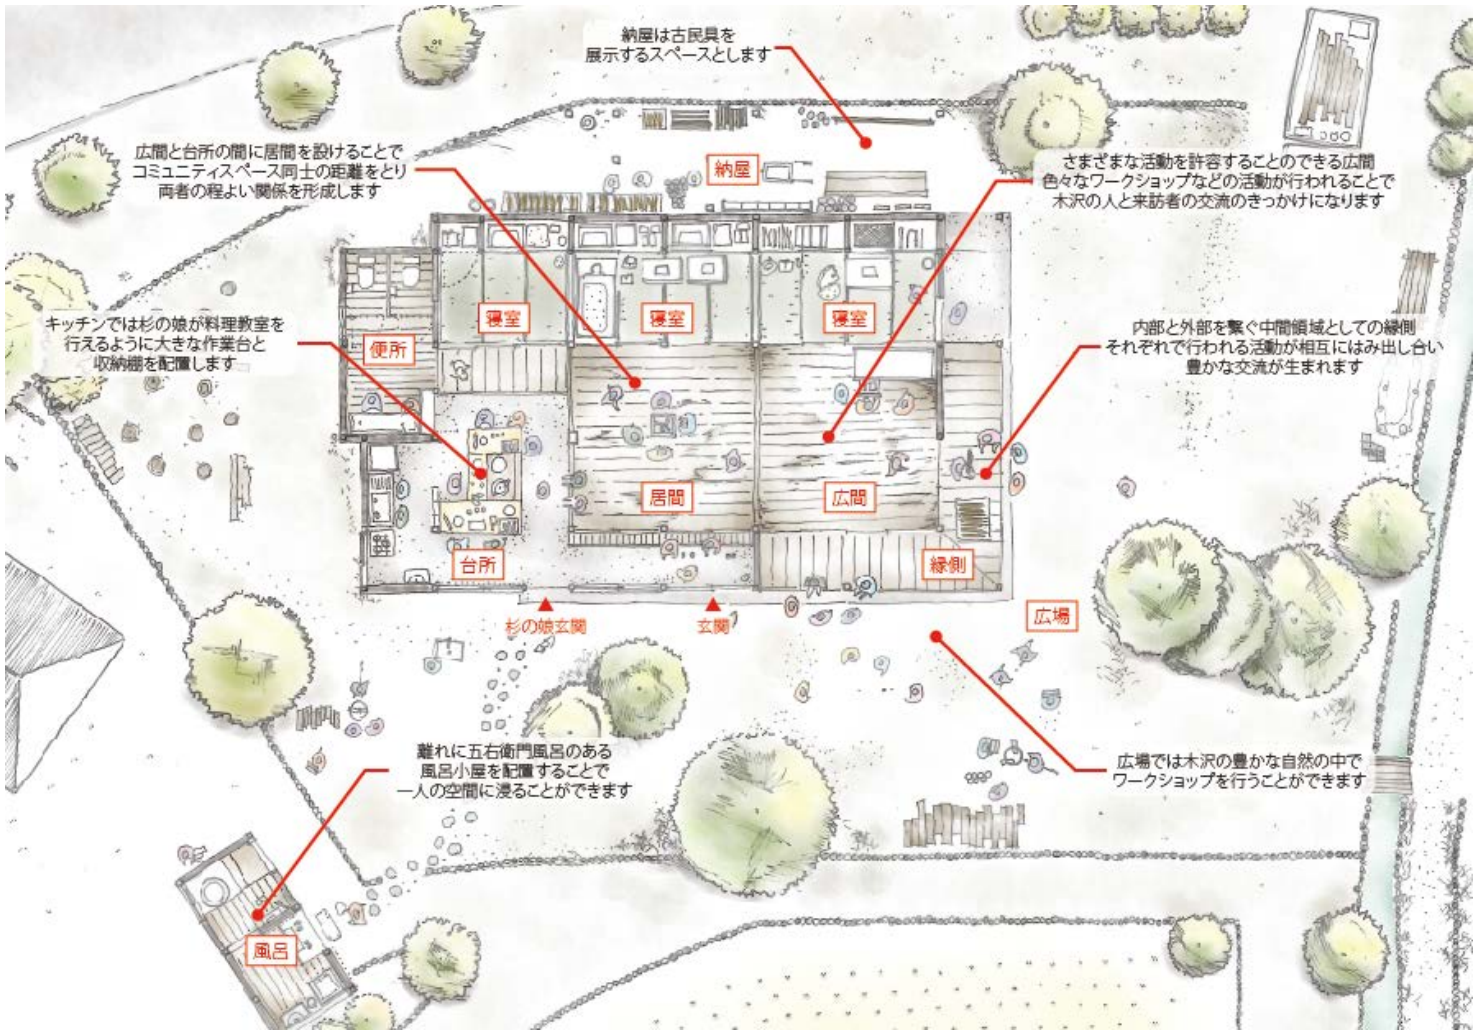 納屋は古民具を
展示するスペースとします
広間と台所の間に居間を設けることで
コミュニティスペース同士の距離をとり
両者の程よい関係を形成します
納屋
さまざまな活動を許容することのできる広間
色々なワークショップなどの活動が行われることで
木沢の人と来訪者の交流のきっかけになります
キッチンでは杉の娘が料理教室を
行えるように大きな作業台と
収納棚を配置します
便所
寝室
寝室
寝室
内部と外部を繋ぐ中間領域としての縁側
それぞれで行われる活動が相互にはみ出し合い
豊かな交流が生まれます
居間
広間
台所
縁側
杉の娘玄関
玄関
広場
離れに五右衛門風呂のある
風呂小屋を配置することで
一人の空間に浸ることができます
広場では木沢の豊かな自然の中で
ワークショップを行うことができます
風呂